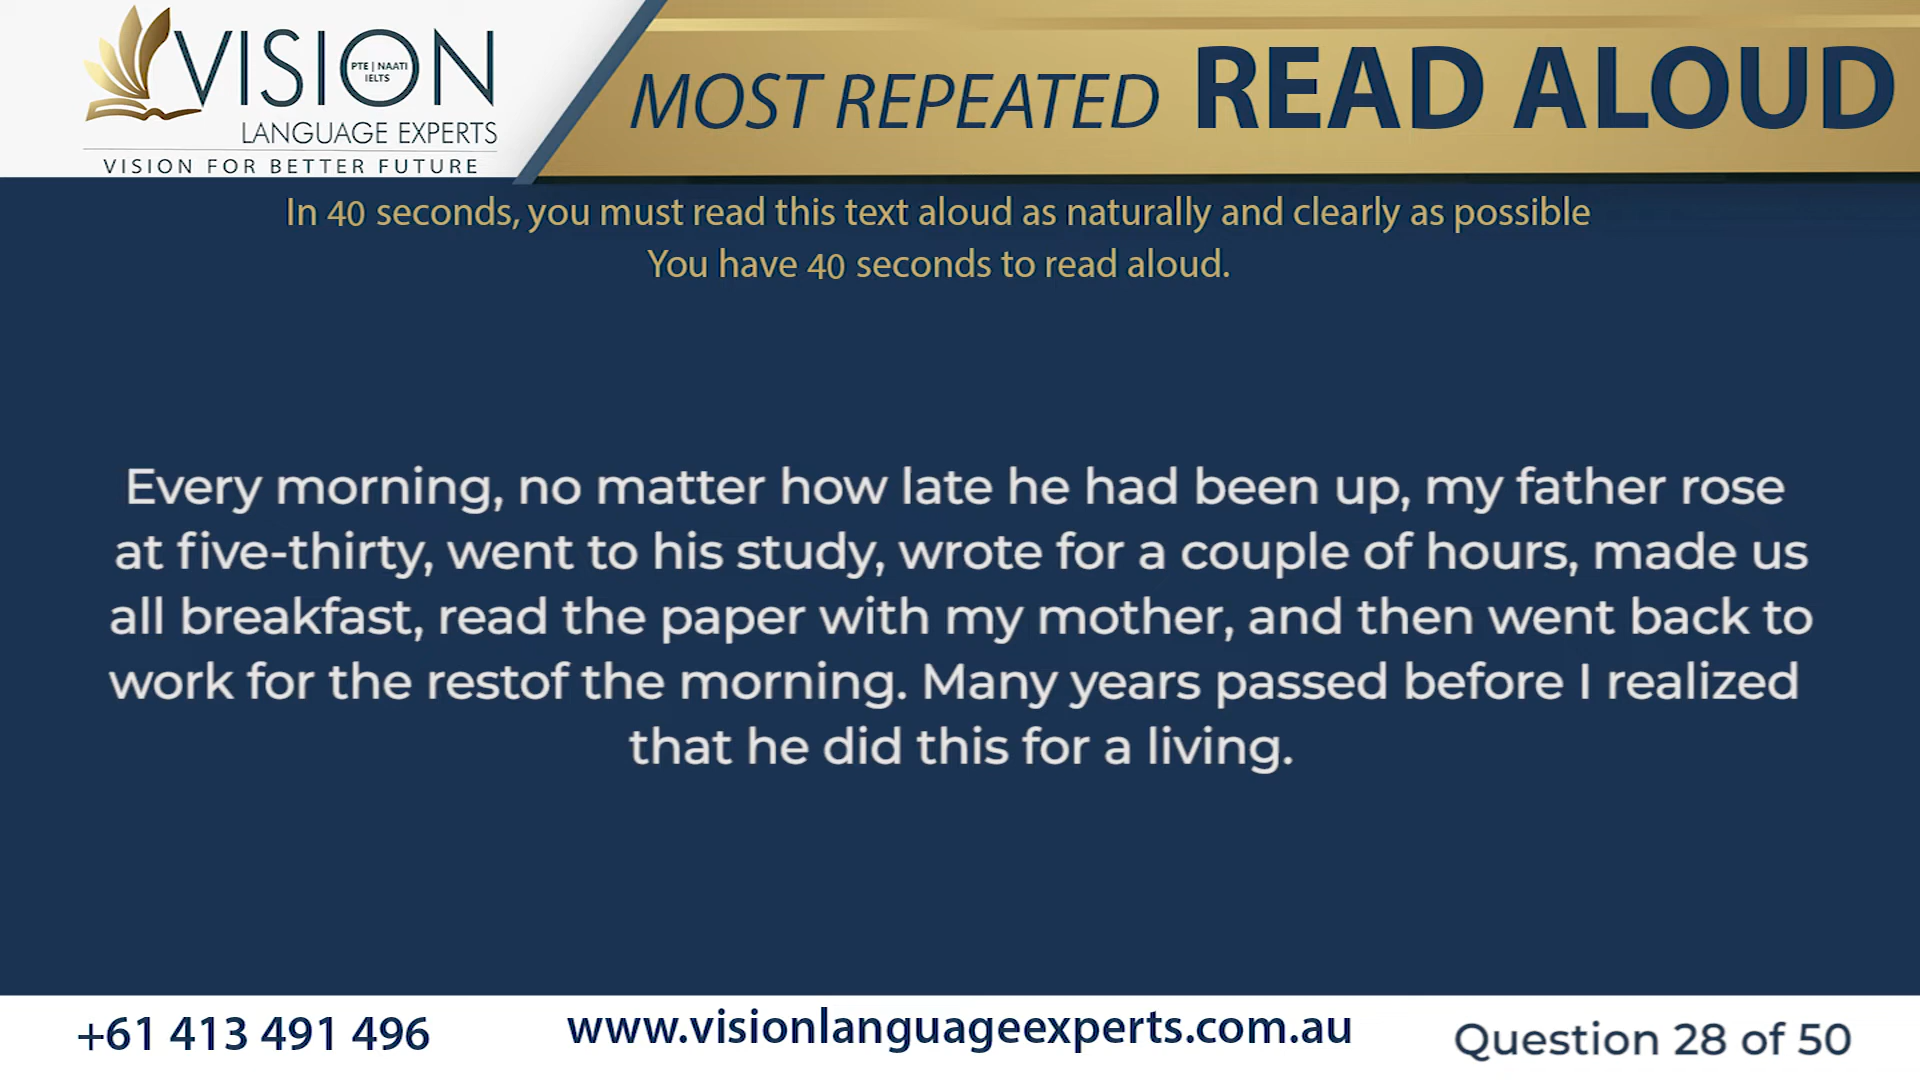 VISION
PTE | NAATI
IELTS
LANGUAGE EXPERTS
VISION FOR BETTER FUTURE
MOST REPEATED READ ALOUD
In 40 seconds, you must read this text aloud as naturally and clearly as possible
You have 40 seconds to read aloud.
Every morning, no matter how late he had been up, my father rose
at five-thirty, went to his study, wrote for a couple of hours, made us
all breakfast, read the paper with my mother, and then went back to
work for the restof the morning. Many years passed before I realized
that he did this for a living.
+61 413 491 496
www.visionlanguageexperts.com.au
Question 28 of 50